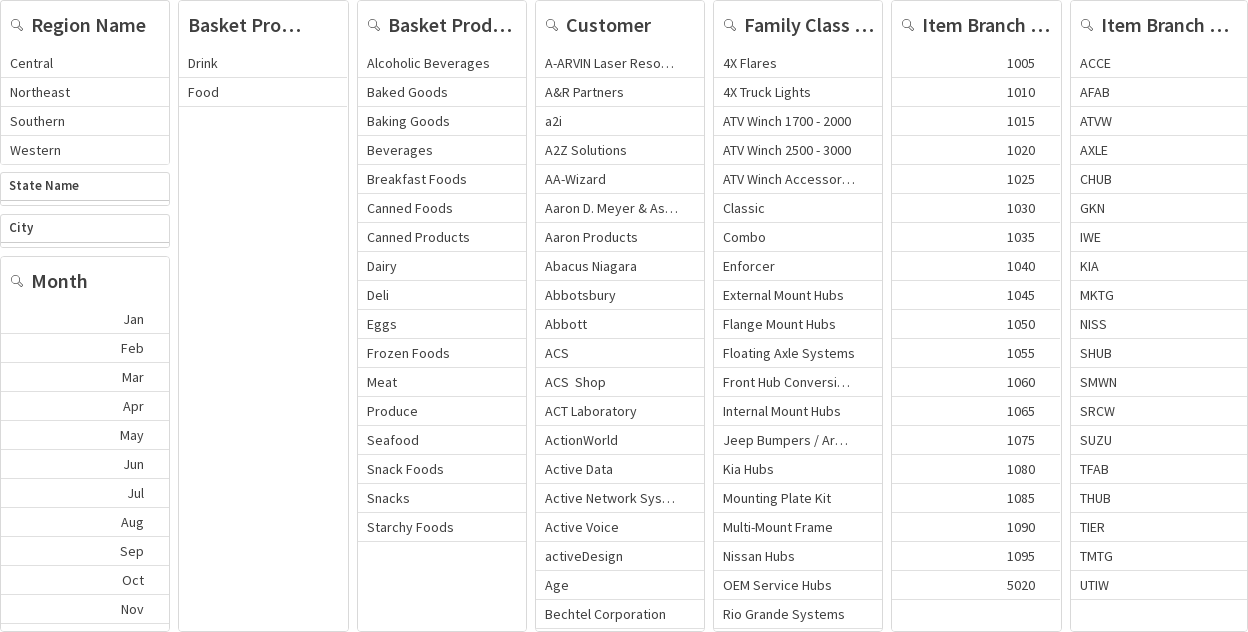 Region Name
Central
Northeast
Southern
Western
State Name
City
Month
Jan
Feb
Mar
Apr
May
Jun
Jul
Aug
Sep
Oct
Nov
Basket Pro…
Drink
Food
Basket Prod…
Alcoholic Beverages
Baked Goods
Baking Goods
Beverages
Breakfast Foods
Canned Foods
Canned Products
Dairy
Deli
Eggs
Frozen Foods
Meat
Produce
Seafood
Snack Foods
Snacks
Starchy Foods
Customer
A-ARVIN Laser Reso…
A&R Partners
a2i
A2Z Solutions
AA-Wizard
Aaron D. Meyer & As…
Aaron Products
Abacus Niagara
Abbotsbury
Abbott
ACS
ACS  Shop
ACT Laboratory
ActionWorld
Active Data
Active Network Sys…
Active Voice
activeDesign
Age
Bechtel Corporation
Family Class …
4X Flares
4X Truck Lights
ATV Winch 1700 - 2000
ATV Winch 2500 - 3000
ATV Winch Accessor…
Classic
Combo
Enforcer
External Mount Hubs
Flange Mount Hubs
Floating Axle Systems
Front Hub Conversi…
Internal Mount Hubs
Jeep Bumpers / Ar…
Kia Hubs
Mounting Plate Kit
Multi-Mount Frame
Nissan Hubs
OEM Service Hubs
Rio Grande Systems
Item Branch …
1005
1010
1015
1020
1025
1030
1035
1040
1045
1050
1055
1060
1065
1075
1080
1085
1090
1095
5020
Item Branch …
ACCE
AFAB
ATVW
AXLE
CHUB
GKN
IWE
KIA
MKTG
NISS
SHUB
SMWN
SRCW
SUZU
TFAB
THUB
TIER
TMTG
UTIW